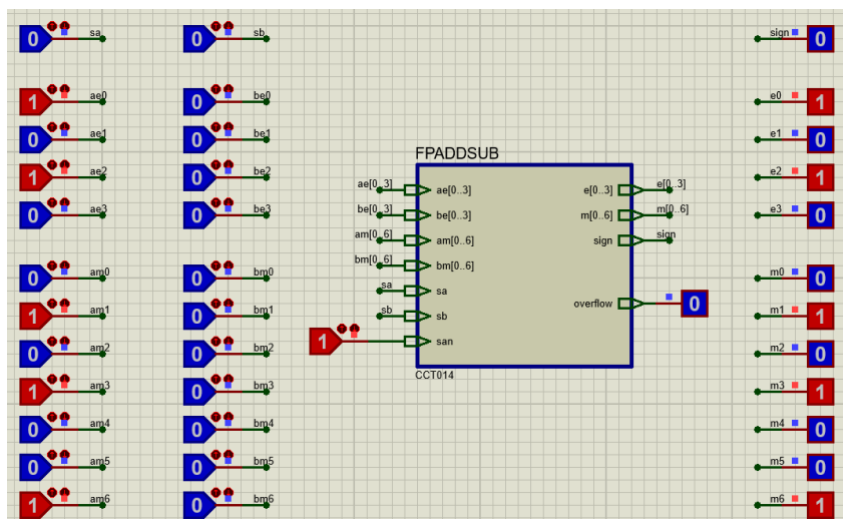 0 sa 0 sb sign 0
1 ae0 0 be0 e0 1
0 ae1 0 be1 e1 0
1 ae2 0 be2 e2 1
0 ae3 0 be3 e3 0
0 am0 0 bm0 m0 0
1 am1 0 bm1 m1 1
0 am2 0 bm2 m2 0
1 am3 0 bm3 m3 1
0 am4 0 bm4 m4 0
0 am5 0 bm5 m5 0
1 am6 0 bm6 m6 1
FPADDSUB
ae[0..3] ae[0..3] e[0..3] e[0..3]
be[0..3] be[0..3] m[0..6] m[0..6]
am[0..6] am[0..6] sign sign
bm[0..6] bm[0..6]
sa sa
overflow 0
sb sb
1 san
CCT014